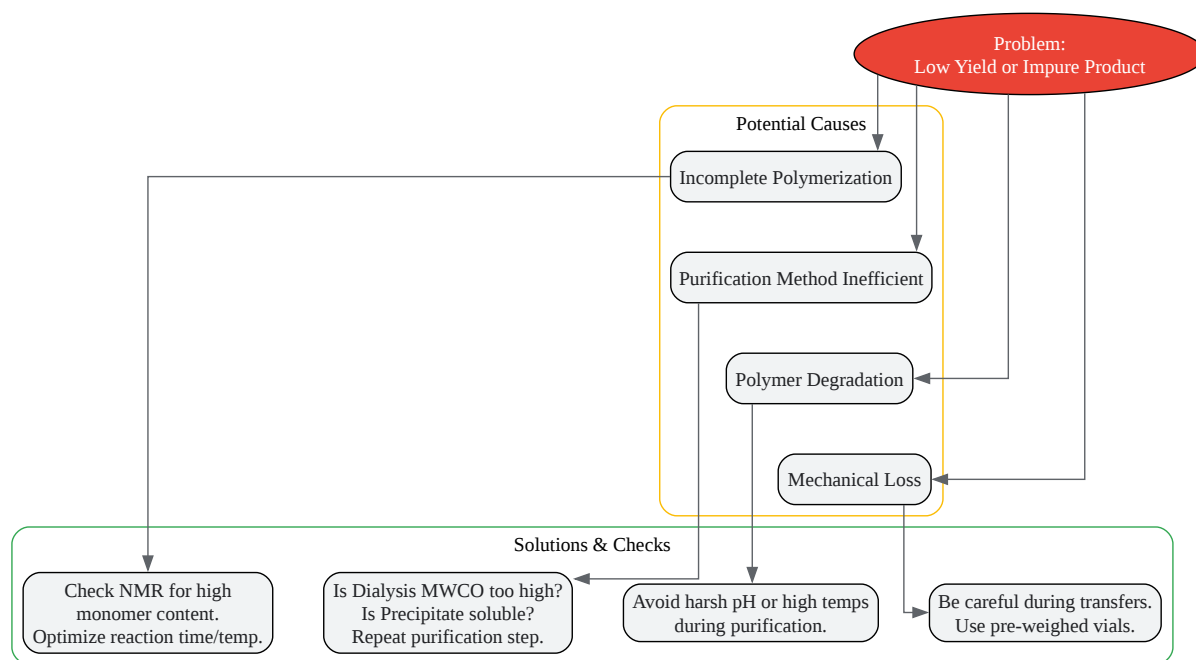 Problem:
Low Yield or Impure Product
Potential Causes
Incomplete Polymerization
Purification Method Inefficient
Polymer Degradation
Mechanical Loss
Solutions & Checks
Check NMR for high
monomer content.
Optimize reaction time/temp.
Is Dialysis MWCO too high?
Is Precipitate soluble?
Repeat purification step.
Avoid harsh pH or high temps
during purification.
Be careful during transfers.
Use pre-weighed vials.